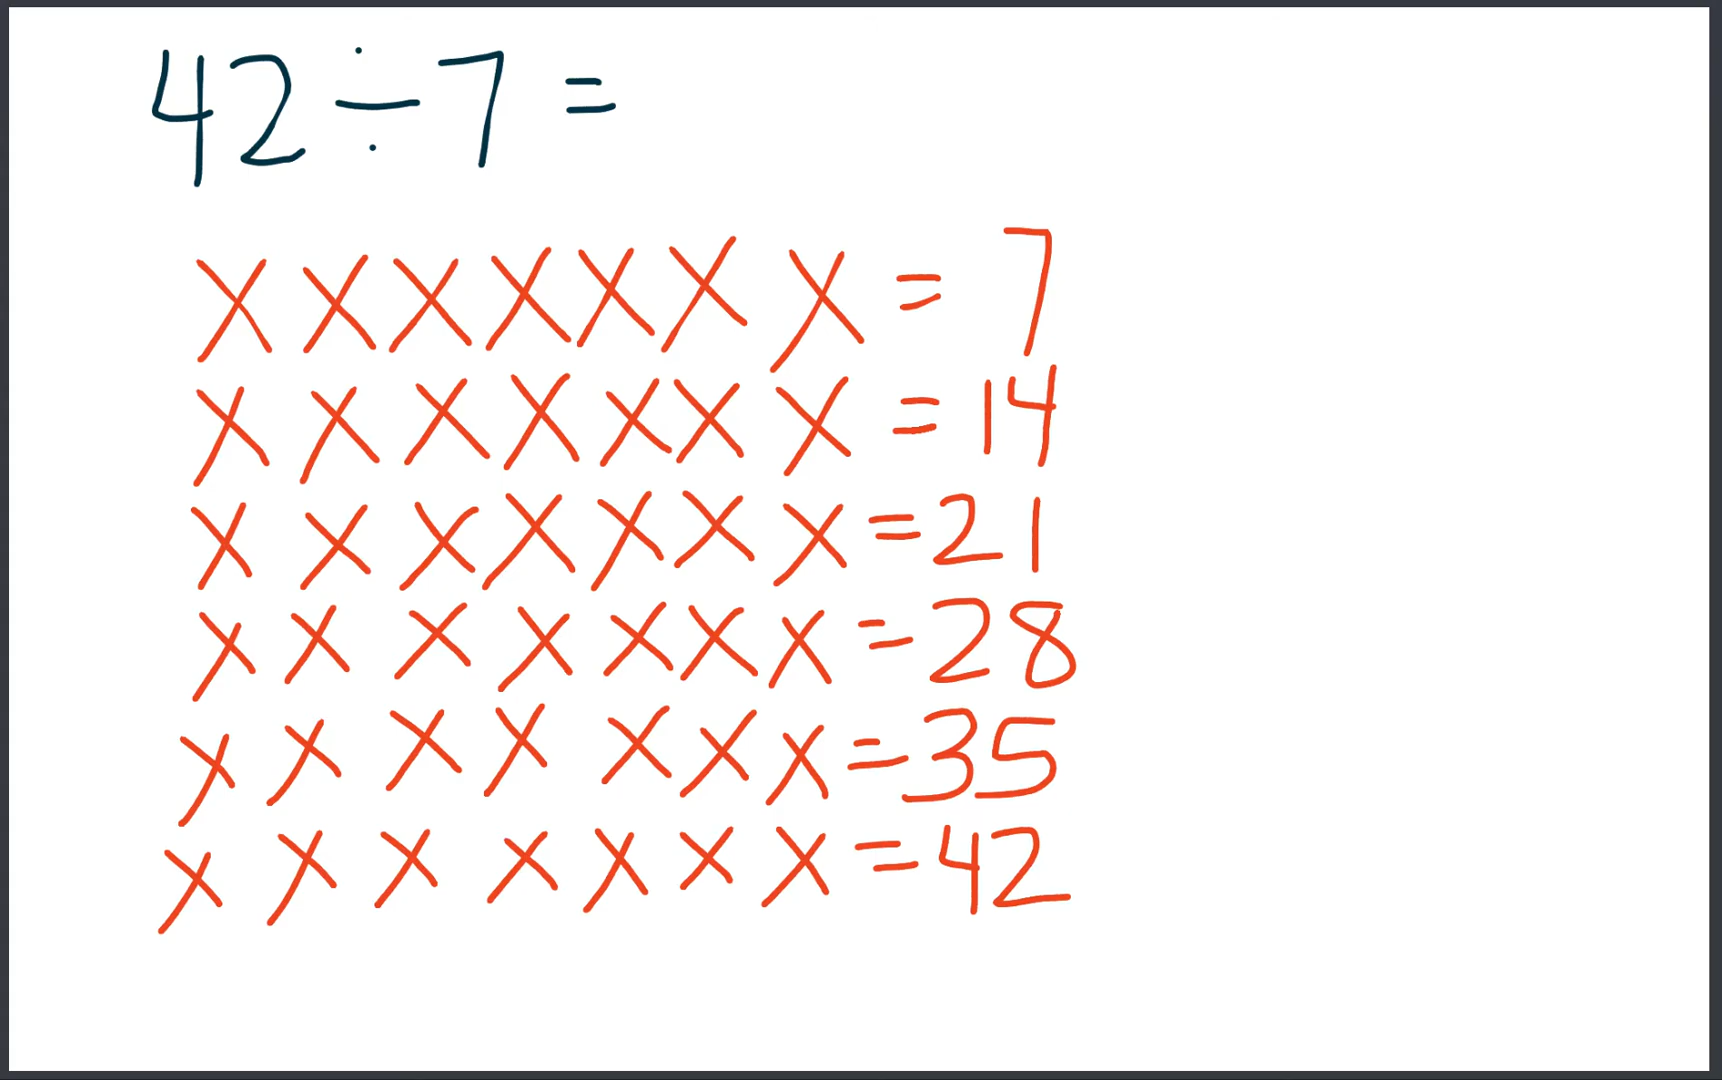 42 ÷ 7 =
X X X X X X X = 7
X X X X X X X = 14
X X X X X X X = 21
X X X X X X X = 28
X X X X X X X = 35
X X X X X X X = 42